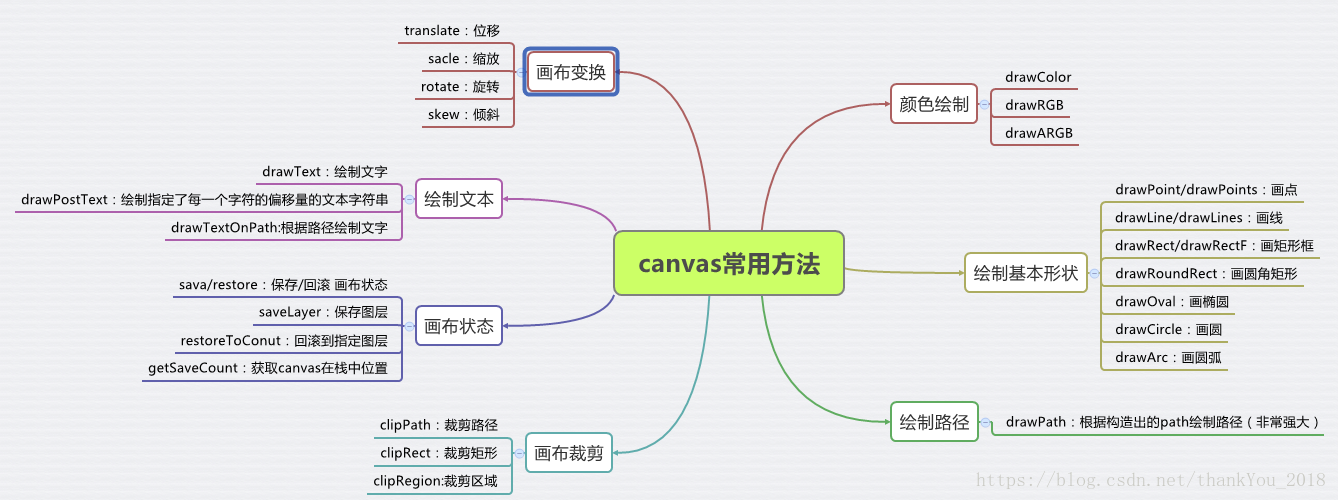 canvas常用方法
画布变换
translate：位移
sacle：缩放
rotate：旋转
skew：倾斜
绘制文本
drawText：绘制文字
drawPostText：绘制指定了每一个字符的偏移量的文本字符串
drawTextOnPath:根据路径绘制文字
画布状态
sava/restore：保存/回滚 画布状态
saveLayer：保存图层
restoreToConut：回滚到指定图层
getSaveCount：获取canvas在栈中位置
画布裁剪
clipPath：裁剪路径
clipRect：裁剪矩形
clipRegion:裁剪区域
颜色绘制
drawColor
drawRGB
drawARGB
绘制基本形状
drawPoint/drawPoints：画点
drawLine/drawLines：画线
drawRect/drawRectF：画矩形框
drawRoundRect：画圆角矩形
drawOval：画椭圆
drawCircle：画圆
drawArc：画圆弧
绘制路径
drawPath：根据构造出的path绘制路径（非常强大）
https://blog.csdn.net/thankYou_2018